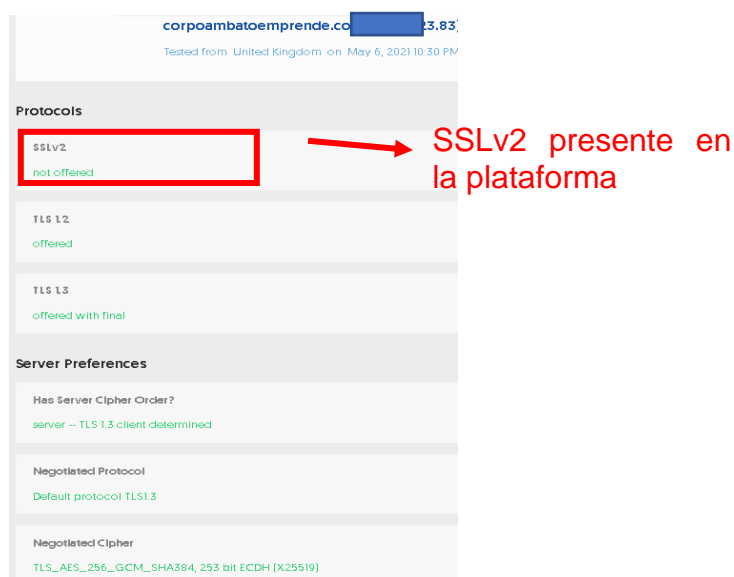 corpoambatoemprende.co 23.83)
Tested from United Kingdom on May 6, 2021 10:30 PM
Protocols
SSLv2
not offered
SSLv2 presente en
la plataforma
TLS 1.2
offered
TLS 1.3
offered with final
Server Preferences
Has Server Cipher Order?
server -- TLS 1.3 client determined
Negotiated Protocol
Default protocol TLS1.3
Negotiated Cipher
TLS_AES_256_GCM_SHA384, 253 bit ECDH (X25519)